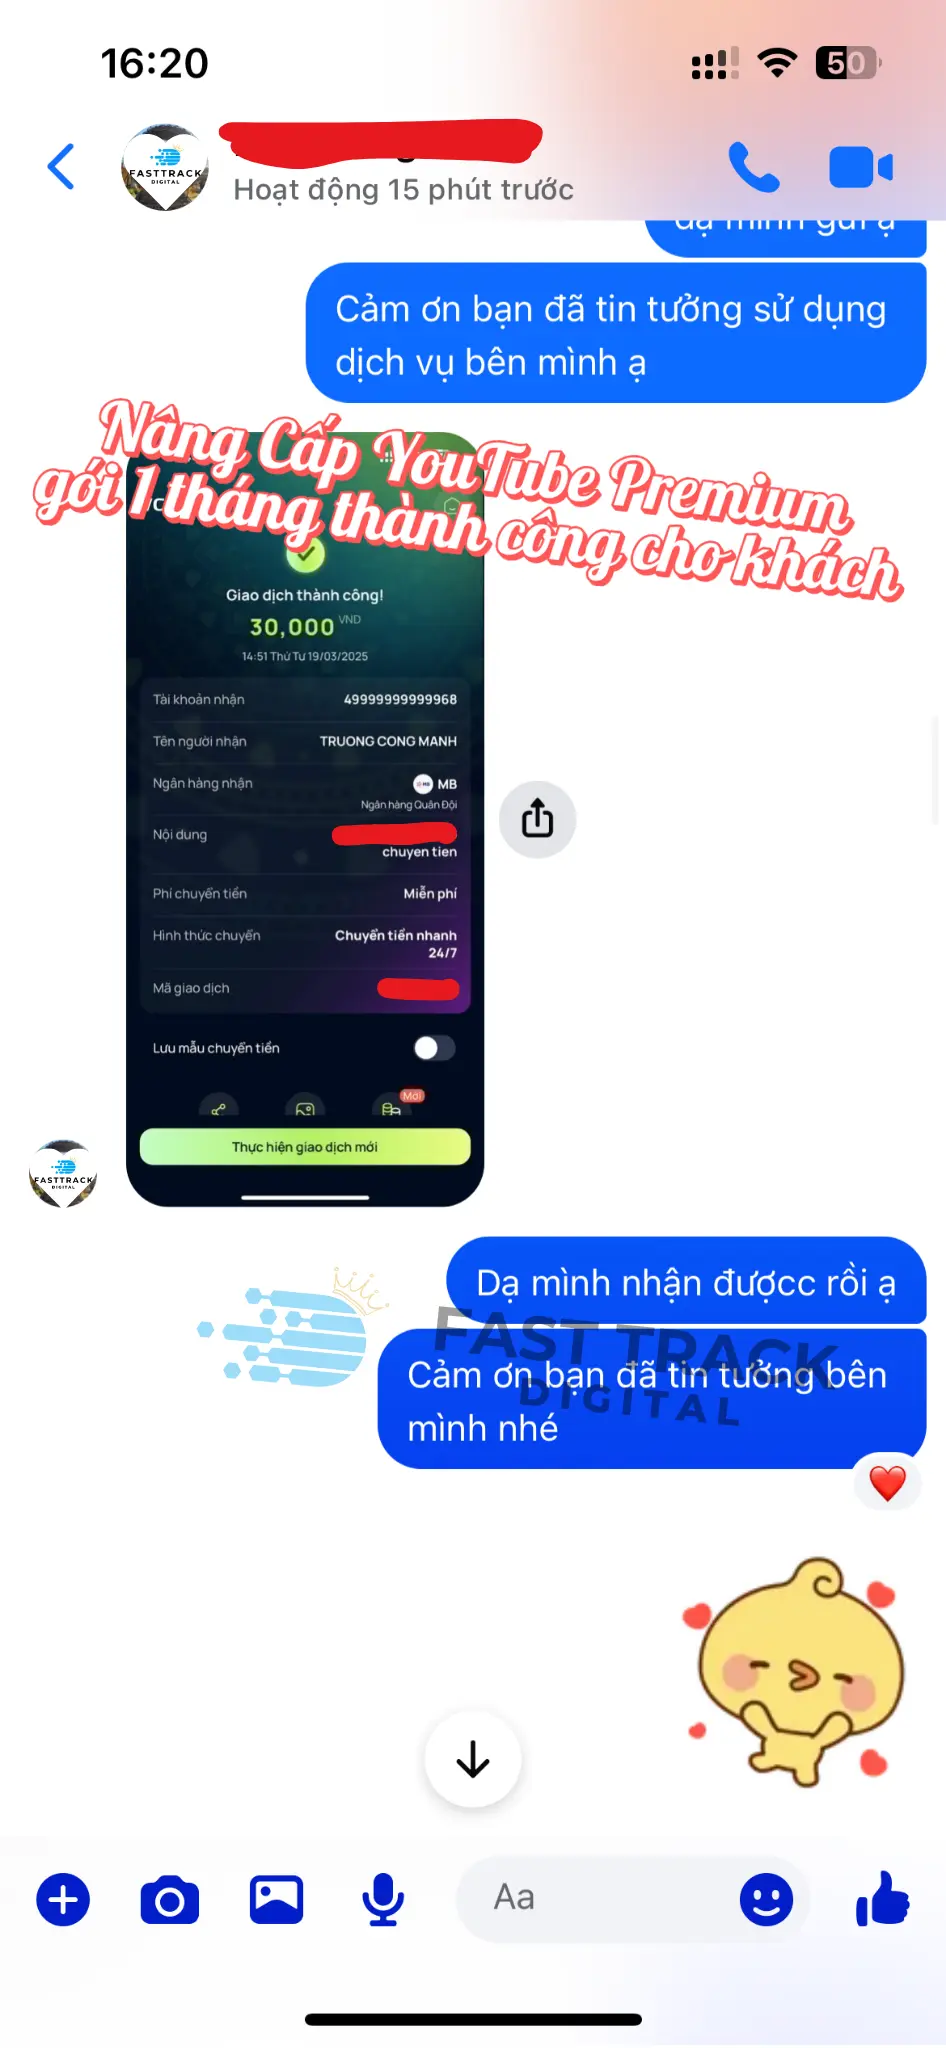 16:20
50
FASTTRACK
DIGITAL
Hoạt động 15 phút trước
dạ mình gửi ạ
Cảm ơn bạn đã tin tưởng sử dụng
dịch vụ bên mình ạ
Nâng Cấp YouTube Premium
gói 1 tháng thành công cho khách
Giao dịch thành công!
30,000 VND
14:51 Thứ Tư 19/03/2025
Tài khoản nhận 49999999999968
Tên người nhận TRUONG CONG MANH
Ngân hàng nhận MB
Ngân hàng Quân Đội
Nội dung
chuyen tien
Phí chuyển tiền Miễn phí
Hình thức chuyển Chuyển tiền nhanh
24/7
Mã giao dịch
Lưu mẫu chuyển tiền
Mới
Thực hiện giao dịch mới
FASTTRACK
DIGITAL
Dạ mình nhận đượcc rồi ạ
FAST TRACK
DIGITAL
Cảm ơn bạn đã tin tưởng bên
mình nhé
Aa